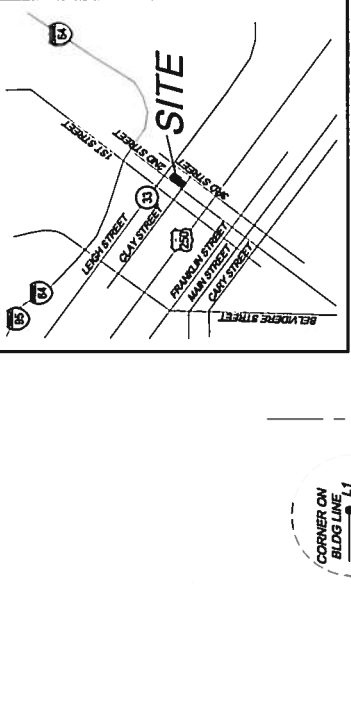 64
SITE
1ST STREET
2ND STREET
3RD STREET
33
LEIGH STREET
CLAY STREET
250
FRANKLIN STREET
MAIN STREET
CARY STREET
64
95
BELVIDERE STREET
CORNER ON
BLDG LINE
L1